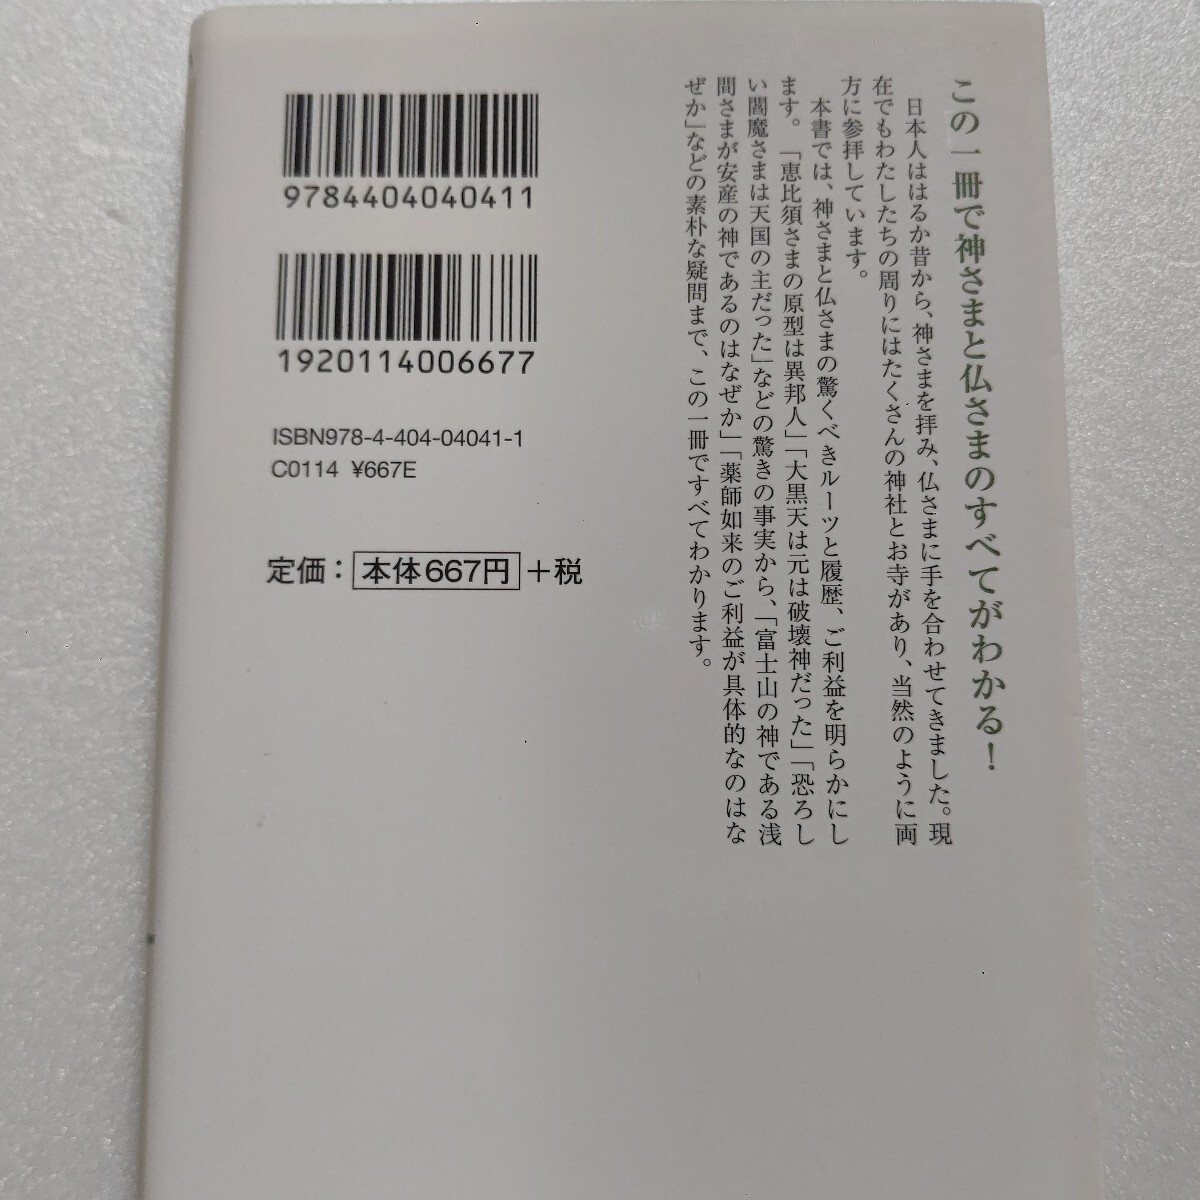 この一冊で神さまと仏さまのすべてがわかる！
日本人ははるか昔から、神さまを拝み、仏さまに手を合わせてきました。現
在でもわたしたちの周りにはたくさんの神社とお寺があり、当然のように両
方に参拝しています。
本書では、神さまと仏さまの驚くべきルーツと履歴、ご利益を明らかにし
ます。「恵比須さまの原型は異邦人」「大黒天は元は破壊神だった」「恐ろし
い閻魔さまは天国の主だった」などの驚きの事実から、「富士山の神である浅
間さまが安産の神であるのはなぜか」「薬師如来のご利益が具体的なのはな
ぜか」などの素朴な疑問まで、この一冊ですべてわかります。
9784404040411
1920114006677
ISBN978-4-404-04041-1
C0114 ¥667E
定価：本体667円＋税